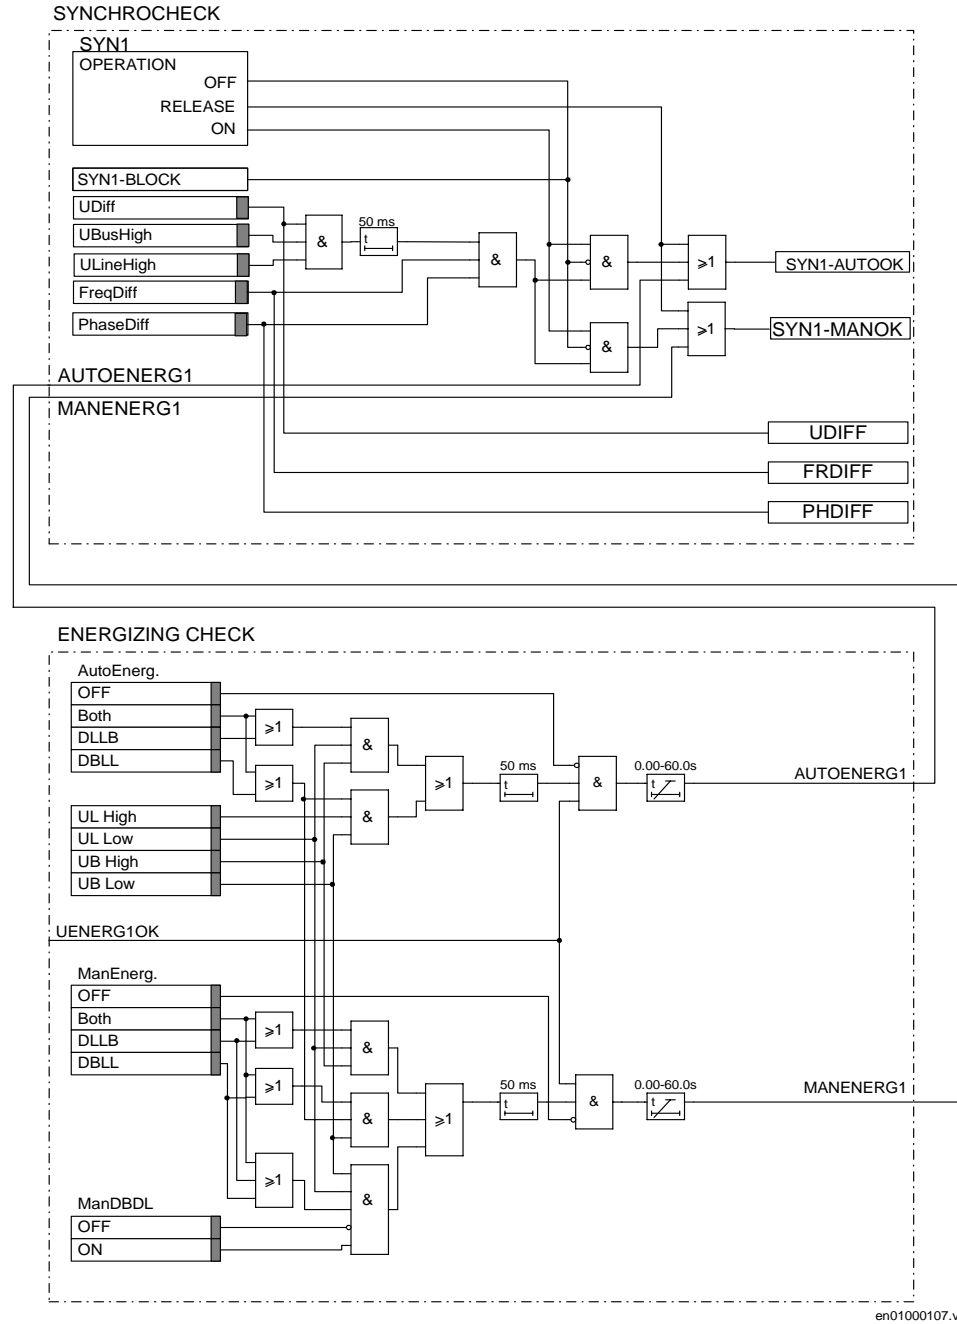 SYNCHROCHECK
SYN1
OPERATION
OFF
RELEASE
ON
SYN1-BLOCK
UDiff
UBusHigh
ULineHigh
FreqDiff
PhaseDiff
&
50 ms
t
&
&
&
≥1
≥1
SYN1-AUTOOK
SYN1-MANOK
AUTOENERG1
MANENERG1
UDIFF
FRDIFF
PHDIFF
ENERGIZING CHECK
AutoEnerg.
OFF
Both
DLLB
DBLL
≥1
≥1
&
&
≥1
50 ms
t
&
0.00-60.0s
t
AUTOENERG1
UL High
UL Low
UB High
UB Low
UENERG1OK
ManEnerg.
OFF
Both
DLLB
DBLL
≥1
≥1
≥1
&
&
&
≥1
50 ms
t
&
0.00-60.0s
t
MANENERG1
ManDBDL
OFF
ON
en01000107.v